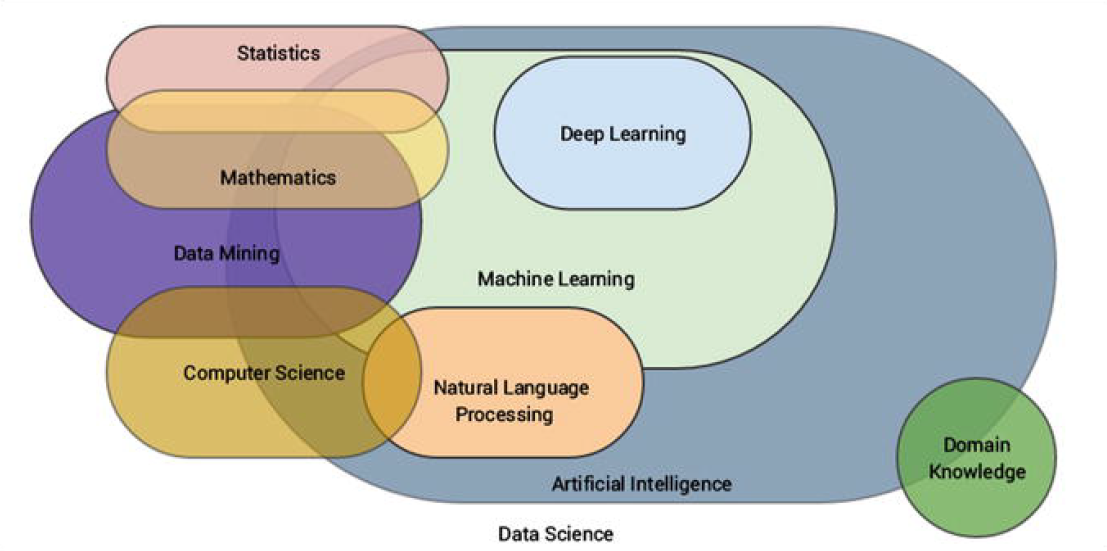 Statistics
Deep Learning
Mathematics
Data Mining
Machine Learning
Computer Science
Natural Language
Processing
Domain
Knowledge
Artificial Intelligence
Data Science